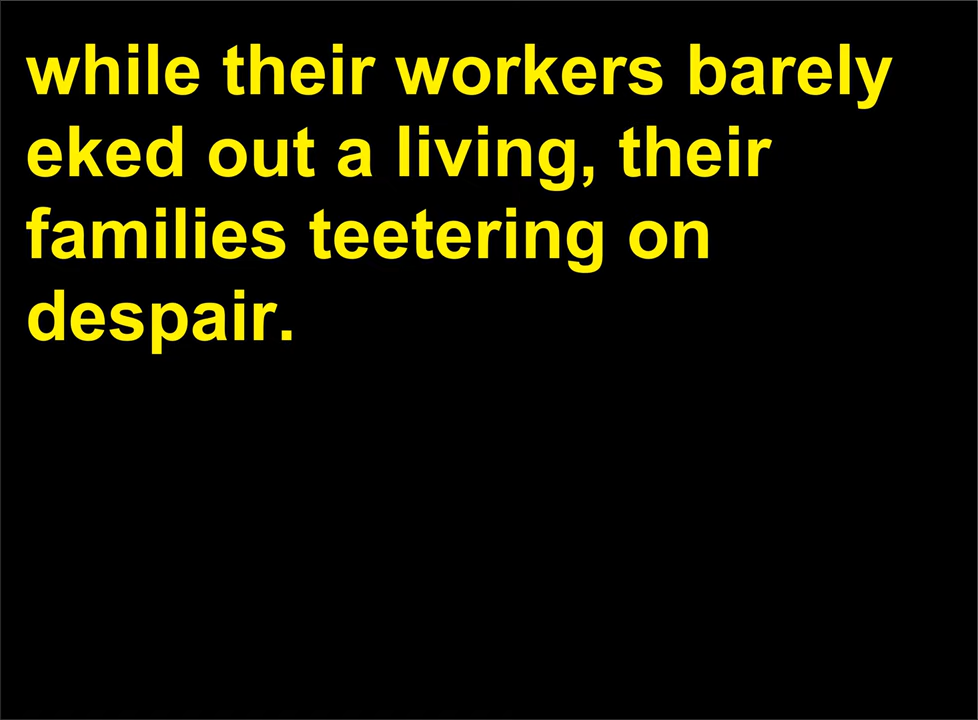 while their workers barely
eked out a living, their
families teetering on
despair.